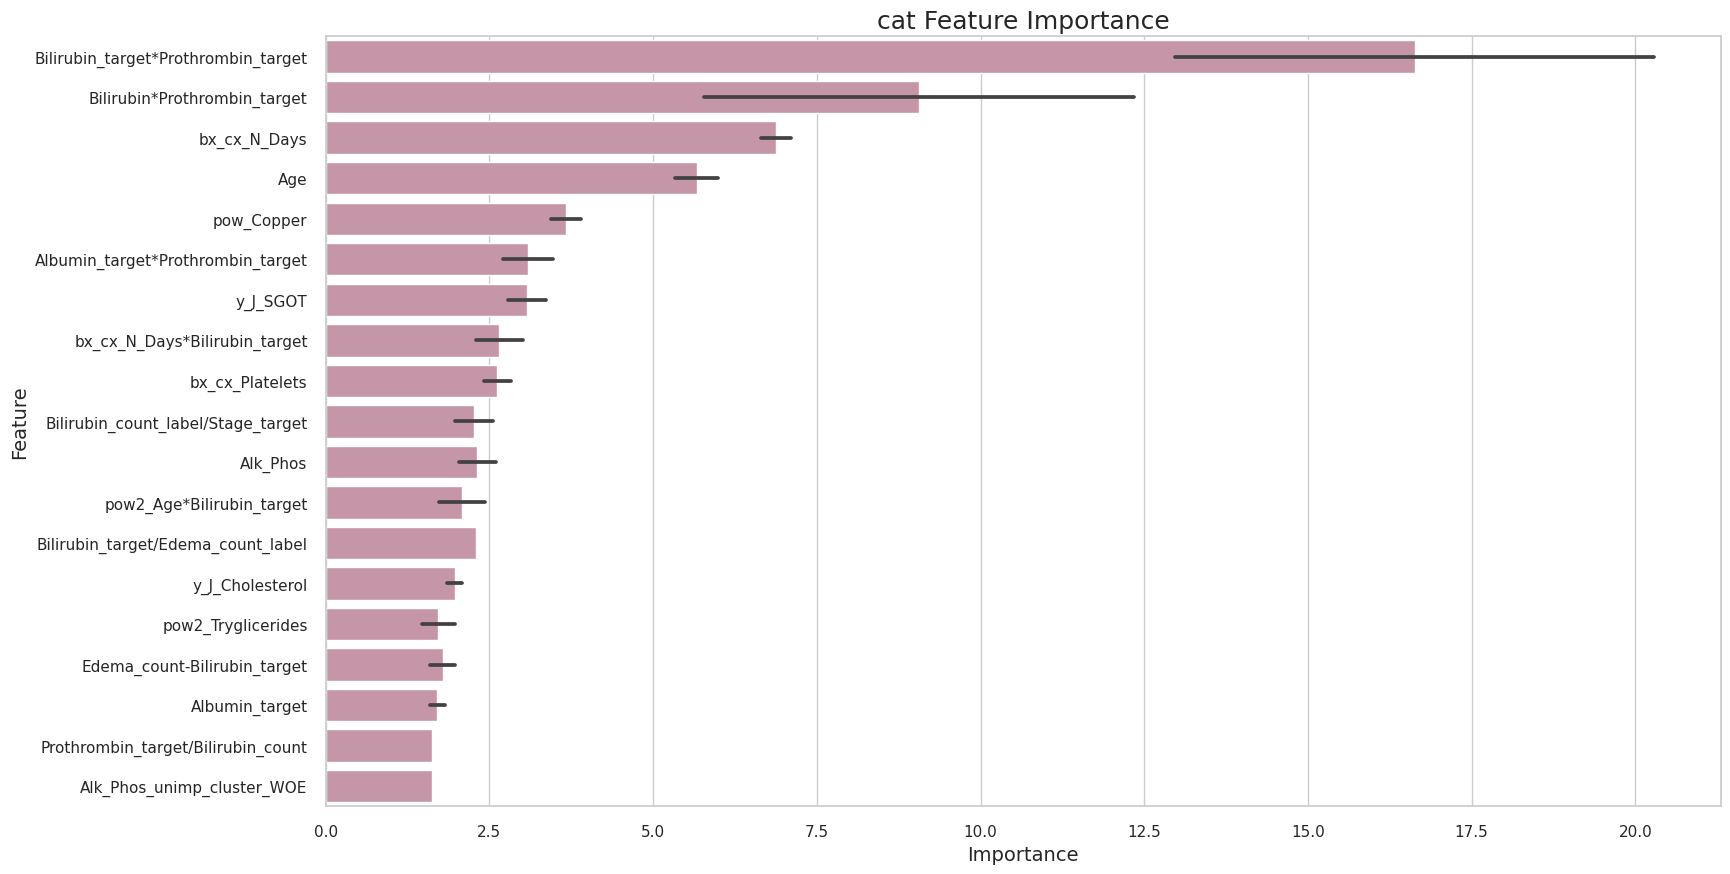 cat Feature Importance
Bilirubin_target*Prothrombin_target
Bilirubin*Prothrombin_target
bx_cx_N_Days
Age
pow_Copper
Albumin_target*Prothrombin_target
y_J_SGOT
bx_cx_N_Days*Bilirubin_target
bx_cx_Platelets
Bilirubin_count_label/Stage_target
Alk_Phos
pow2_Age*Bilirubin_target
Bilirubin_target/Edema_count_label
y_J_Cholesterol
pow2_Tryglicerides
Edema_count-Bilirubin_target
Albumin_target
Prothrombin_target/Bilirubin_count
Alk_Phos_unimp_cluster_WOE
Feature
0.0 2.5 5.0 7.5 10.0 12.5 15.0 17.5 20.0
Importance